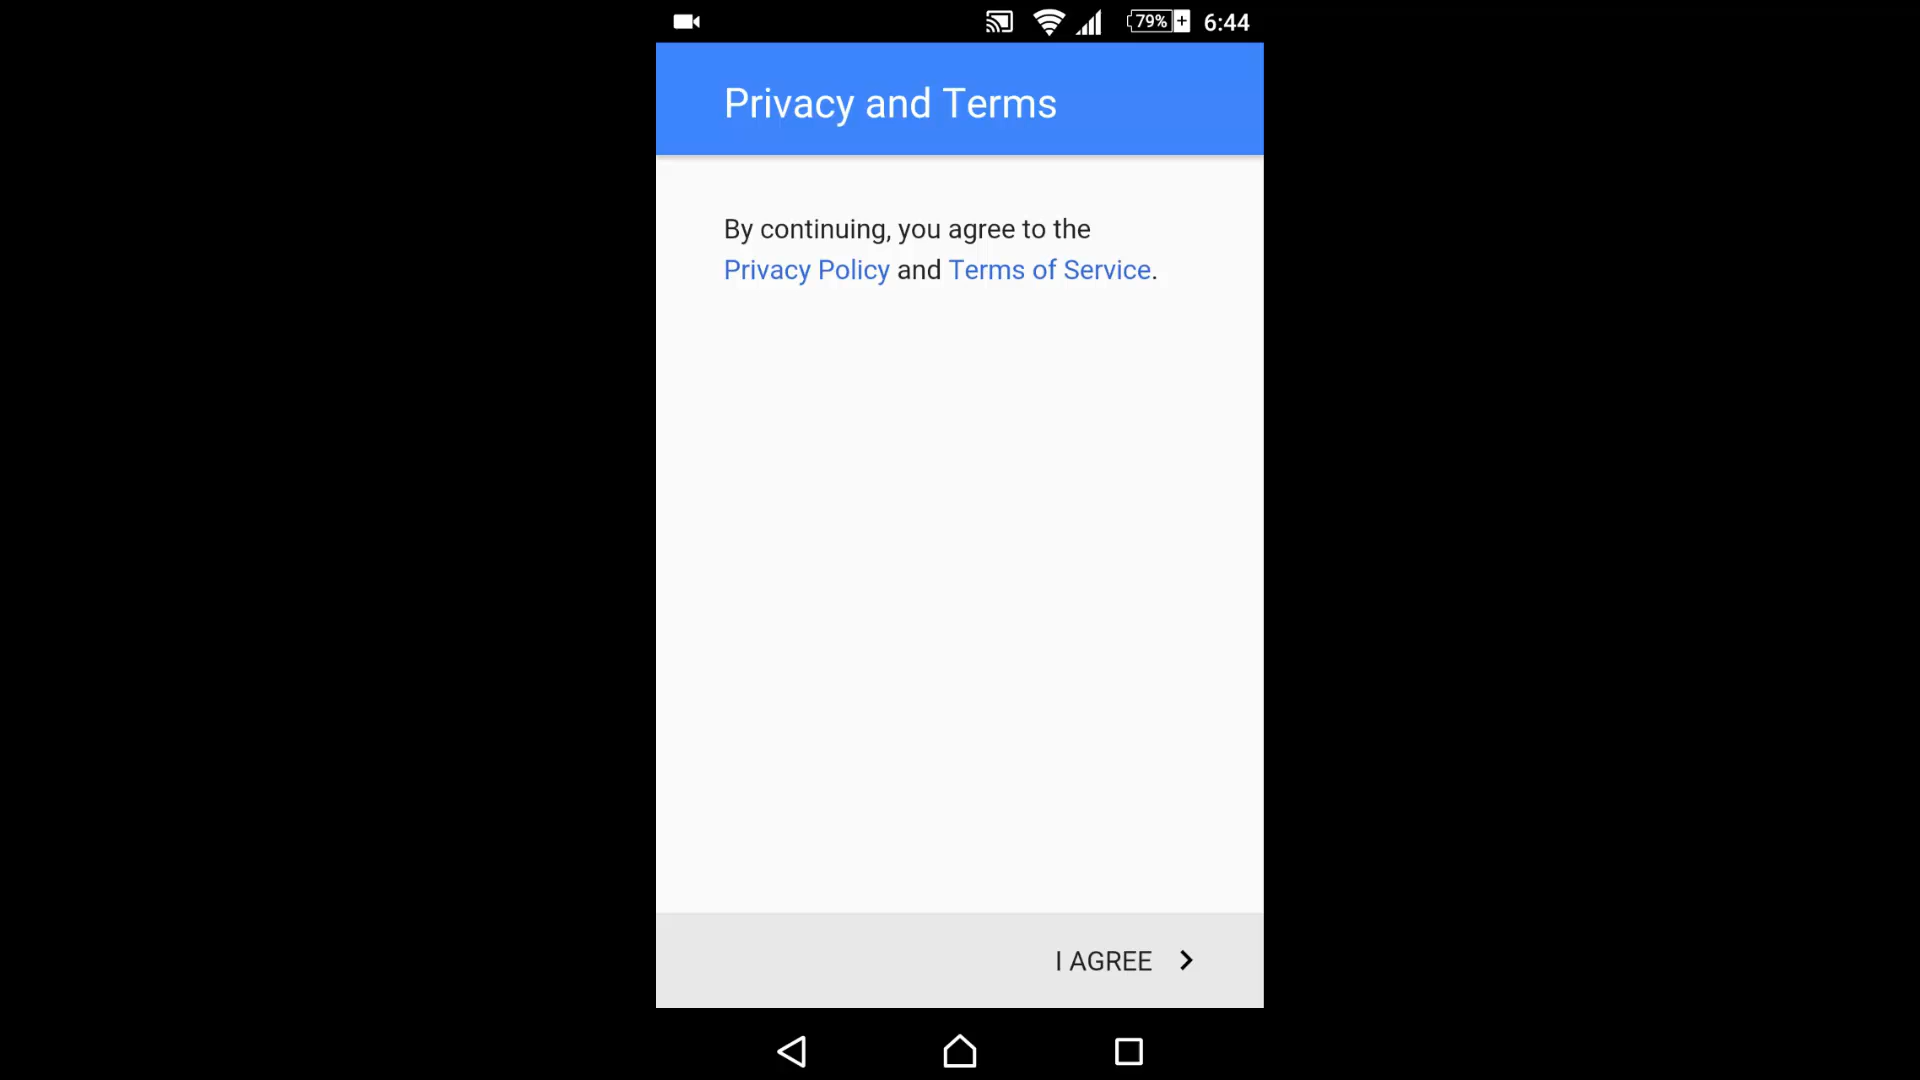 79% 6:44
Privacy and Terms
By continuing, you agree to the
Privacy Policy and Terms of Service.
I AGREE